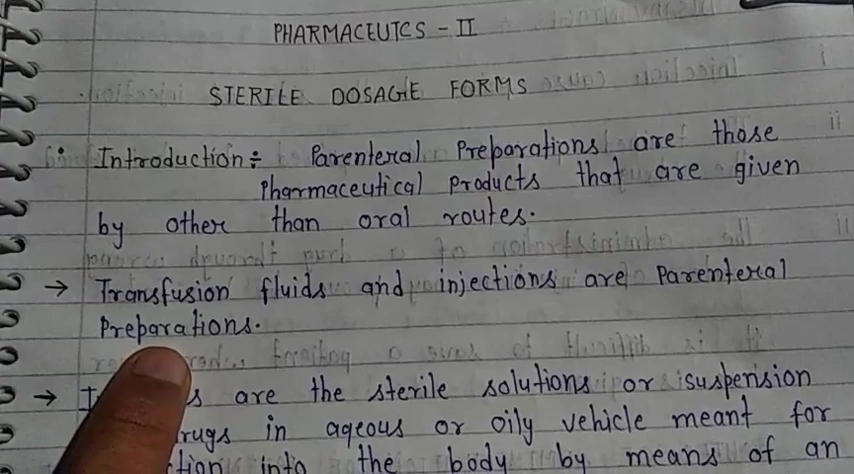 PHARMACEUTCS - II
STERILE DOSAGE FORMS
Introduction ÷ Parenteral Preparations are those
Pharmaceutical Products that are given
by other than oral routes.
→ Transfusion fluids and injections are Parenteral
Preparations.
→ are the sterile solutions or suspension
in aqeous or oily vehicle meant for
into the body by means of an